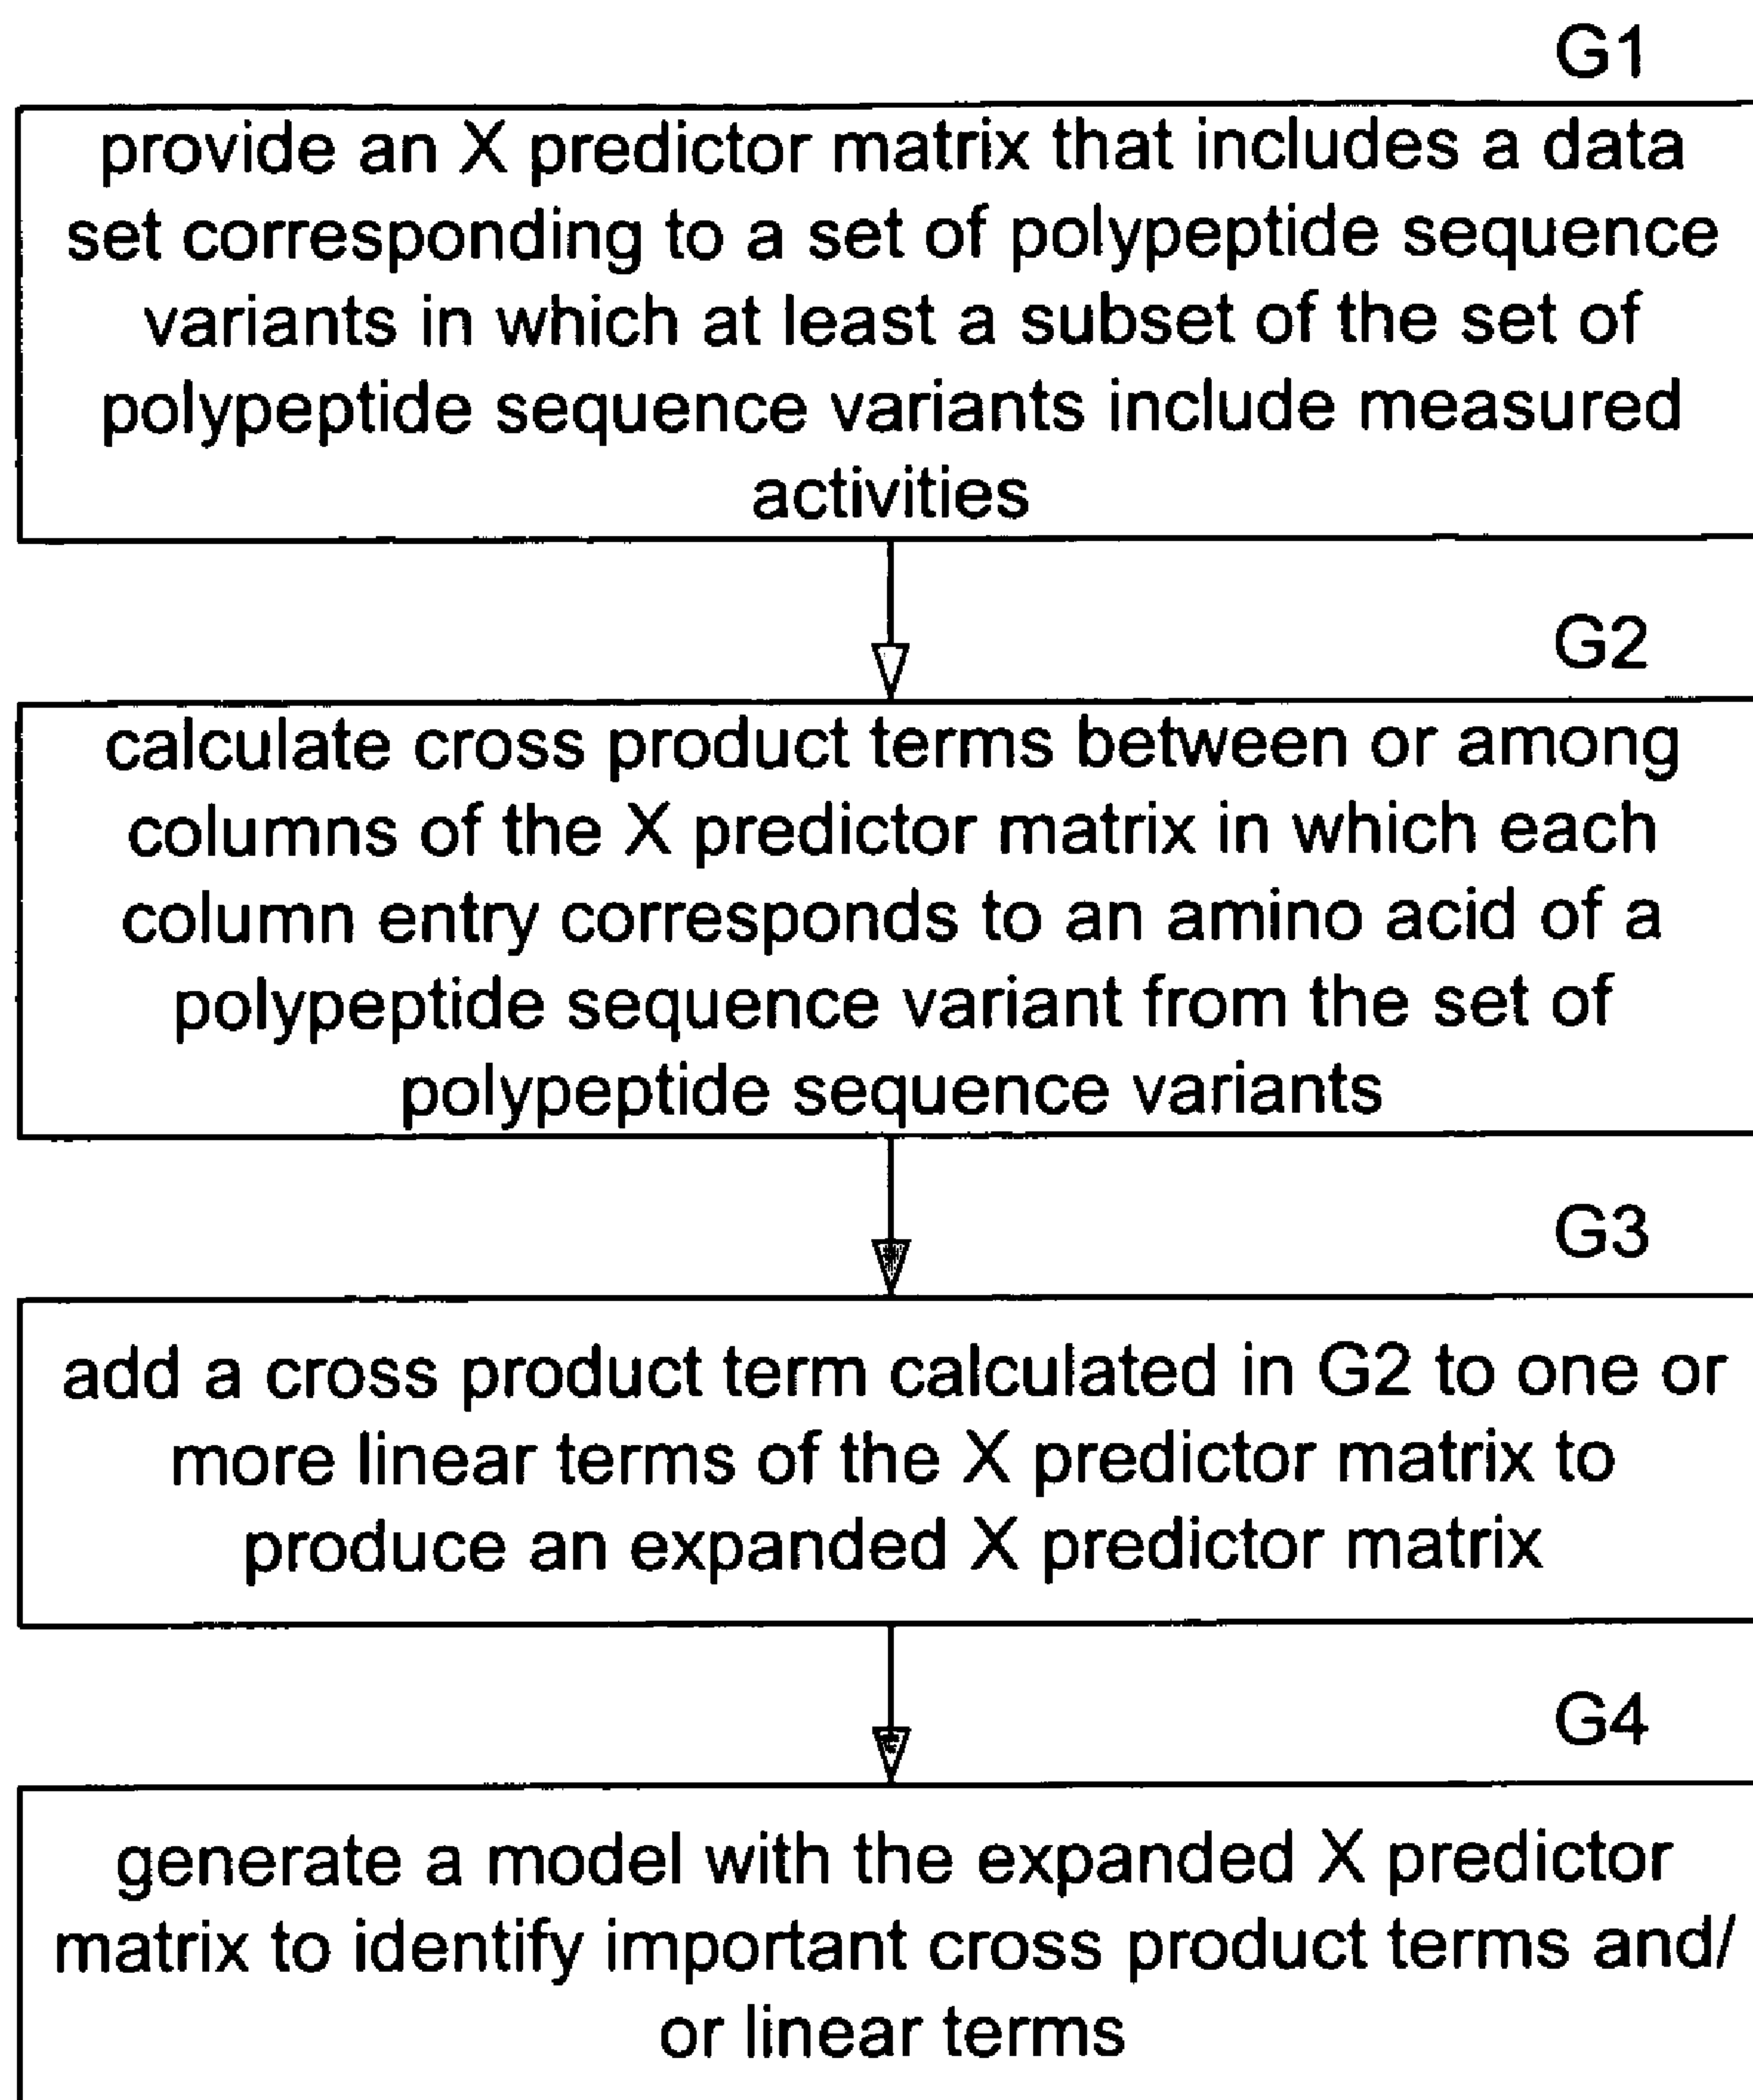 G1
provide an X predictor matrix that includes a data
set corresponding to a set of polypeptide sequence
variants in which at least a subset of the set of
polypeptide sequence variants include measured
activities
G2
calculate cross product terms between or among
columns of the X predictor matrix in which each
column entry corresponds to an amino acid of a
polypeptide sequence variant from the set of
polypeptide sequence variants
G3
add a cross product term calculated in G2 to one or
more linear terms of the X predictor matrix to
produce an expanded X predictor matrix
G4
generate a model with the expanded X predictor
matrix to identify important cross product terms and/
or linear terms